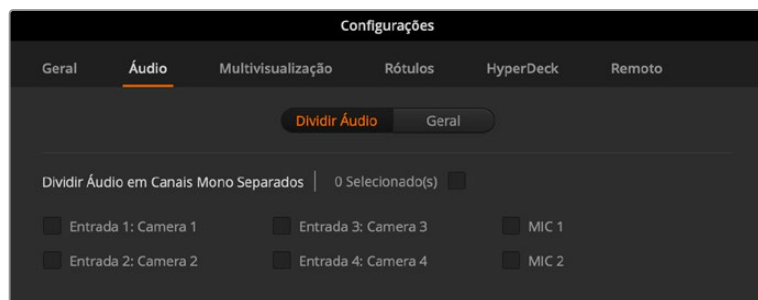 Configurações
Geral Áudio Multivisualização Rótulos HyperDeck Remoto
Dividir Áudio Geral
Dividir Áudio em Canais Mono Separados 0 Selecionado(s)
Entrada 1: Camera 1 Entrada 3: Camera 3 MIC 1
Entrada 2: Camera 2 Entrada 4: Camera 4 MIC 2